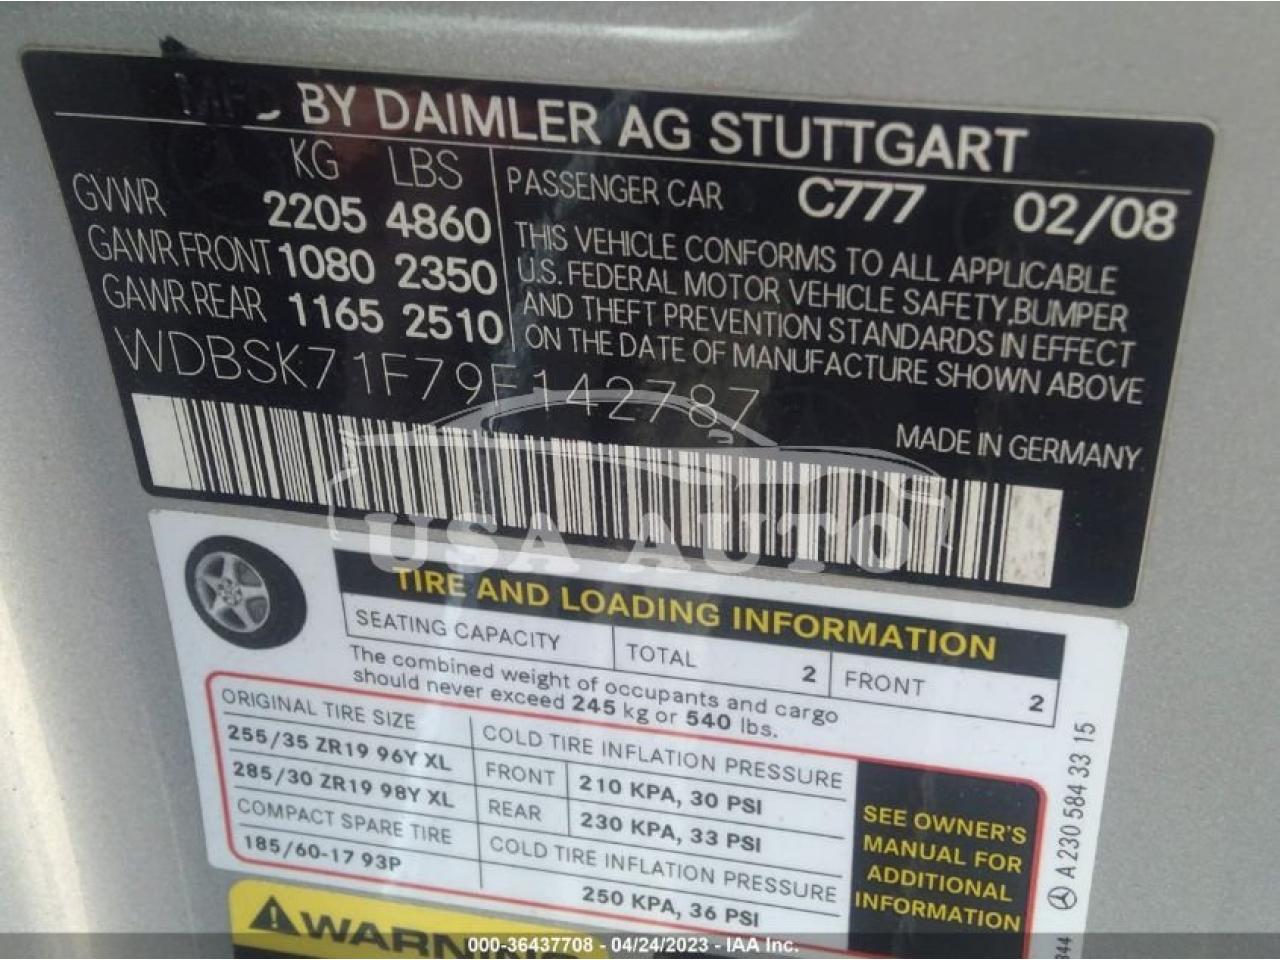 MFD BY DAIMLER AG STUTTGART
KG LBS
GVWR 2205 4860
GAWR FRONT 1080 2350
GAWR REAR 1165 2510
PASSENGER CAR C777 02/08
THIS VEHICLE CONFORMS TO ALL APPLICABLE
U.S. FEDERAL MOTOR VEHICLE SAFETY, BUMPER
AND THEFT PREVENTION STANDARDS IN EFFECT
ON THE DATE OF MANUFACTURE SHOWN ABOVE
WDBSK71F79F142787
MADE IN GERMANY
USA AUTO
TIRE AND LOADING INFORMATION
SEATING CAPACITY TOTAL 2 FRONT 2
The combined weight of occupants and cargo
should never exceed 245 kg or 540 lbs.
ORIGINAL TIRE SIZE
255/35 ZR19 96Y XL
285/30 ZR19 98Y XL
COLD TIRE INFLATION PRESSURE
FRONT 210 KPA, 30 PSI
REAR 230 KPA, 33 PSI
COMPACT SPARE TIRE
185/60-17 93P
COLD TIRE INFLATION PRESSURE
250 KPA, 36 PSI
SEE OWNER'S
MANUAL FOR
ADDITIONAL
INFORMATION
A 230 584 33 15
WARNING
000-36437708 - 04/24/2023 - IAA Inc.